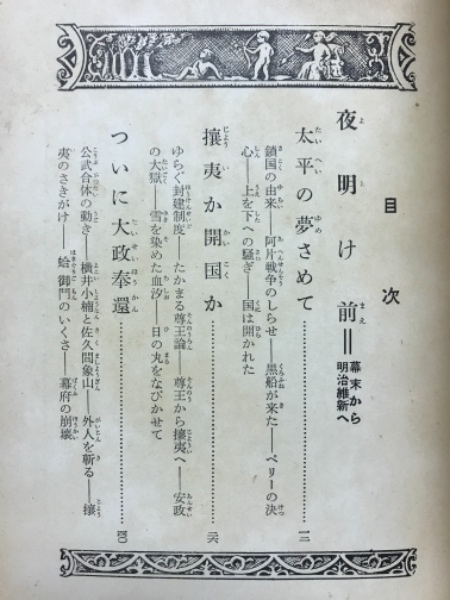 目次
夜明け前＝幕末から明治維新へ
太平の夢さめて……………………一三
鎖国の由来――阿片戦争のしらせ――黒船が来た――ペリーの決
心――上を下への騒ぎ――国は開かれた
攘夷か開国か……………………二六
ゆらぐ封建制度――たかまる尊王論――尊王から攘夷へ――安政
の大獄――雪を染めた血汐――日の丸をなびかせて
ついに大政奉還……………………四〇
公武合体の動き――横井小楠と佐久間象山――外人を斬る――攘
夷のさきがけ――蛤御門のいくさ――幕府の崩壊